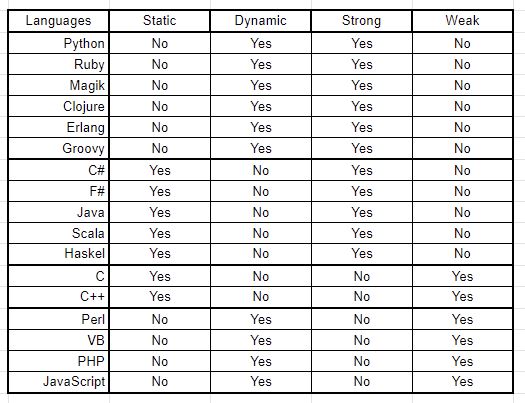 Languages Static Dynamic Strong Weak
Python No Yes Yes No
Ruby No Yes Yes No
Magik No Yes Yes No
Clojure No Yes Yes No
Erlang No Yes Yes No
Groovy No Yes Yes No
C# Yes No Yes No
F# Yes No Yes No
Java Yes No Yes No
Scala Yes No Yes No
Haskel Yes No Yes No
C Yes No No Yes
C++ Yes No No Yes
Perl No Yes No Yes
VB No Yes No Yes
PHP No Yes No Yes
JavaScript No Yes No Yes